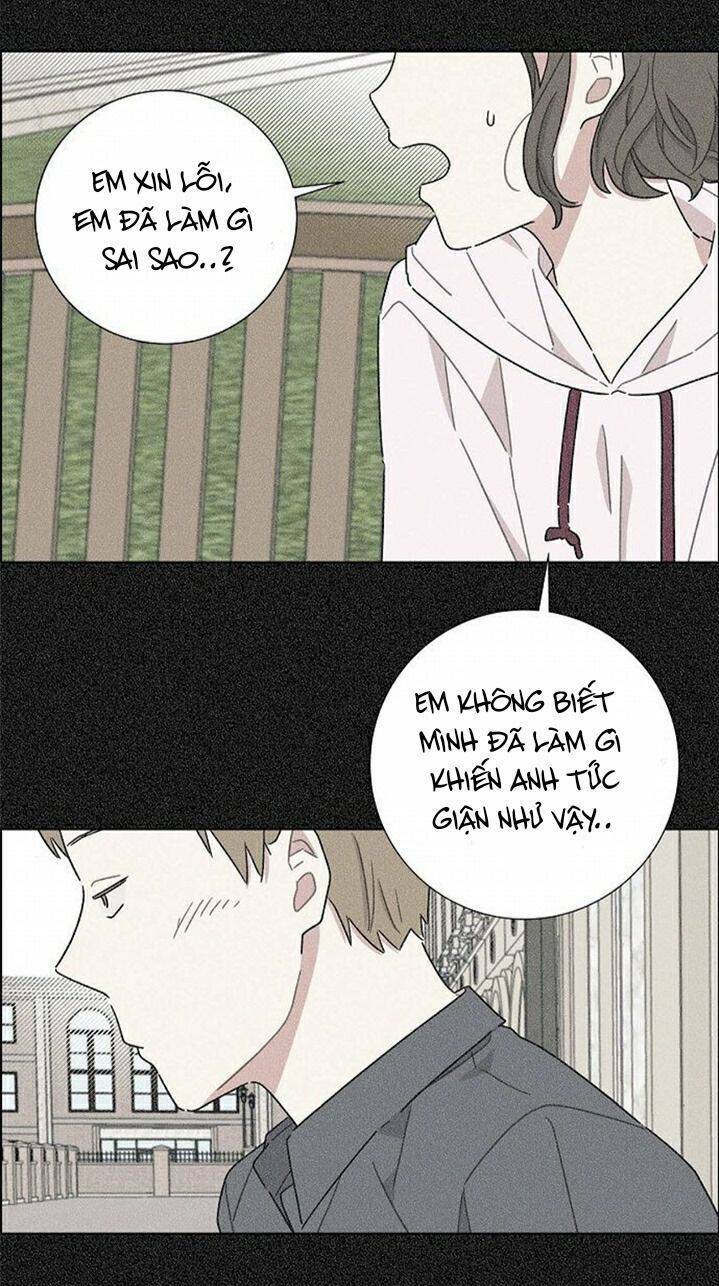 EM XIN LỖI,
EM ĐÃ LÀM GÌ
SAI SAO..?
EM KHÔNG BIẾT
MÌNH ĐÃ LÀM GÌ
KHIẾN ANH TỨC
GIẬN NHƯ VẬY..